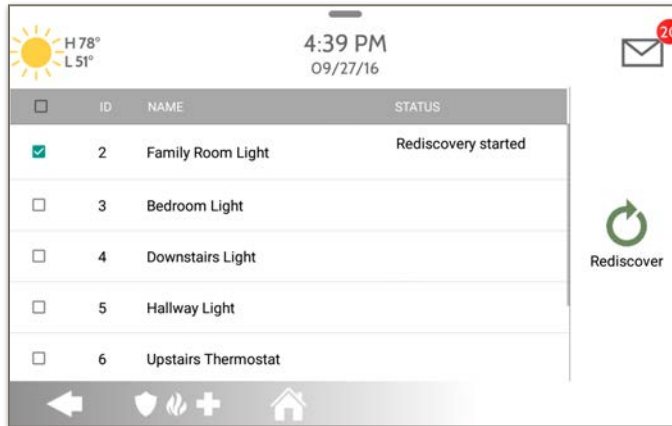 H 78°
L 51°
4:39 PM
09/27/16
20
ID NAME STATUS
2 Family Room Light Rediscovery started
3 Bedroom Light
4 Downstairs Light
5 Hallway Light
6 Upstairs Thermostat
Rediscover